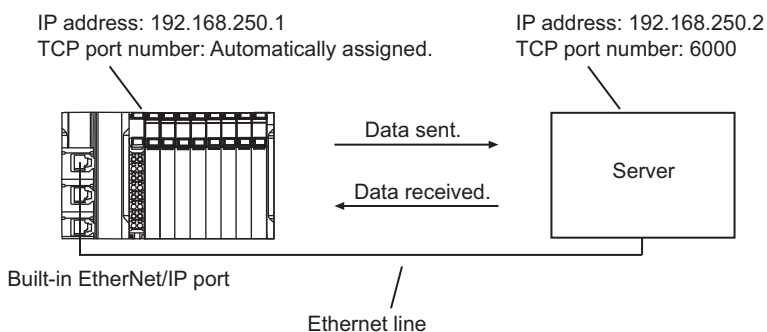 IP address: 192.168.250.1
TCP port number: Automatically assigned.
IP address: 192.168.250.2
TCP port number: 6000
Data sent.
Server
Data received.
Built-in EtherNet/IP port
Ethernet line